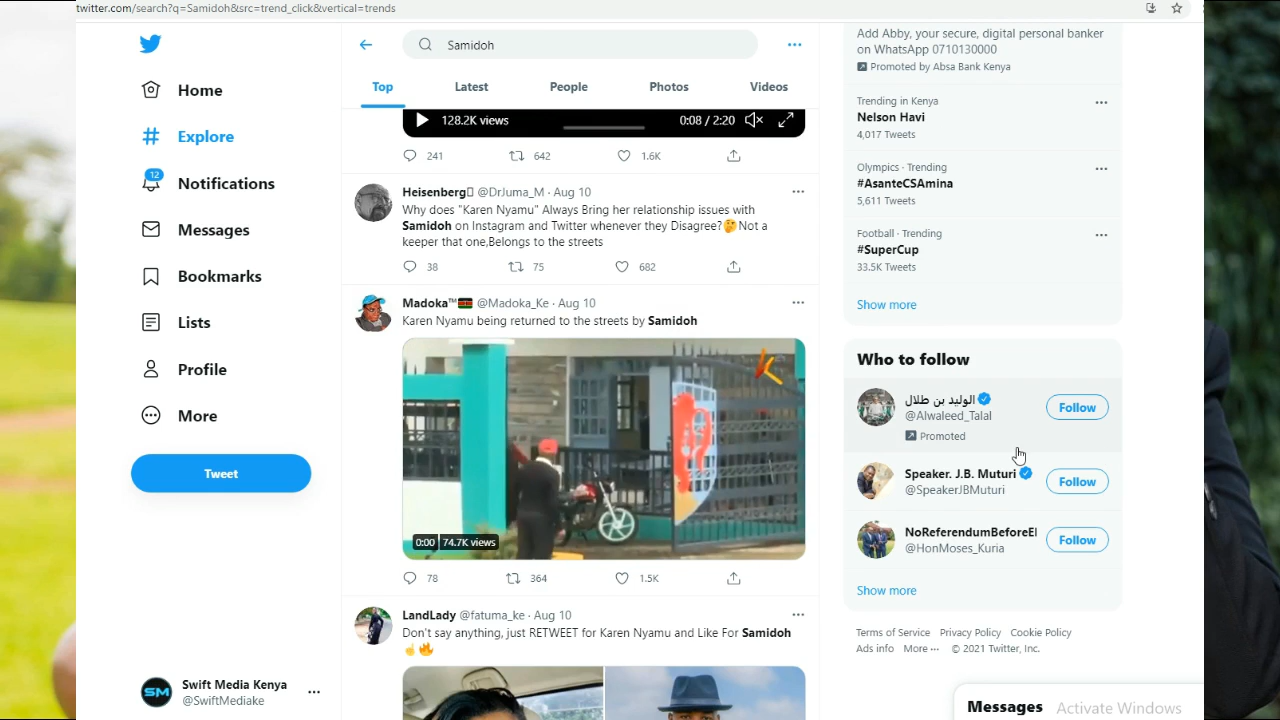 twitter.com/search?q=Samidoh&src=trend_click&vertical=trends
Home
Explore
12
Notifications
Messages
Bookmarks
Lists
Profile
More
Tweet
SM
Swift Media Kenya
@SwiftMediake
Samidoh
Top Latest People Photos Videos
128.2K views 0:08 / 2:20
241 642 1.6K
Heisenberg @DrJuma_M · Aug 10
Why does "Karen Nyamu" Always Bring her relationship issues with
Samidoh on Instagram and Twitter whenever they Disagree?🤔Not a
keeper that one,Belongs to the streets
38 75 682
Madoka™🇰🇪 @Madoka_Ke · Aug 10
Karen Nyamu being returned to the streets by Samidoh
K
0:00 74.7K views
78 364 1.5K
LandLady @fatuma_ke · Aug 10
Don't say anything, just RETWEET for Karen Nyamu and Like For Samidoh
☝🔥
Add Abby, your secure, digital personal banker
on WhatsApp 0710130000
Promoted by Absa Bank Kenya
Trending in Kenya
Nelson Havi
4,017 Tweets
Olympics · Trending
#AsanteCSAmina
5,611 Tweets
Football · Trending
#SuperCup
33.5K Tweets
Show more
Who to follow
الوليد بن طلال
@Alwaleed_Talal
Follow
Promoted
Speaker. J.B. Muturi
@SpeakerJBMuturi
Follow
NoReferendumBeforeEl
@HonMoses_Kuria
Follow
Show more
Terms of Service Privacy Policy Cookie Policy
Ads info More ··· © 2021 Twitter, Inc.
Messages Activate Windows